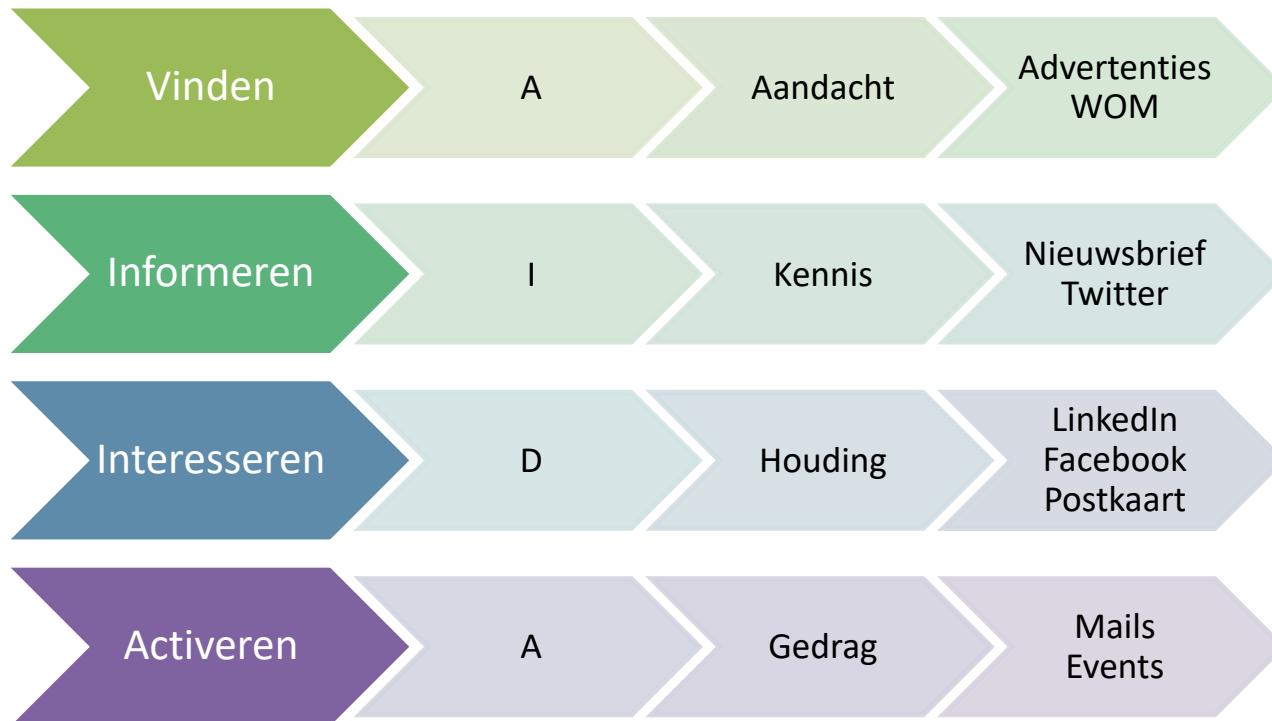 Vinden
A
Aandacht
Advertenties
WOM
Informeren
I
Kennis
Nieuwsbrief
Twitter
Interesseren
D
Houding
LinkedIn
Facebook
Postkaart
Activeren
A
Gedrag
Mails
Events